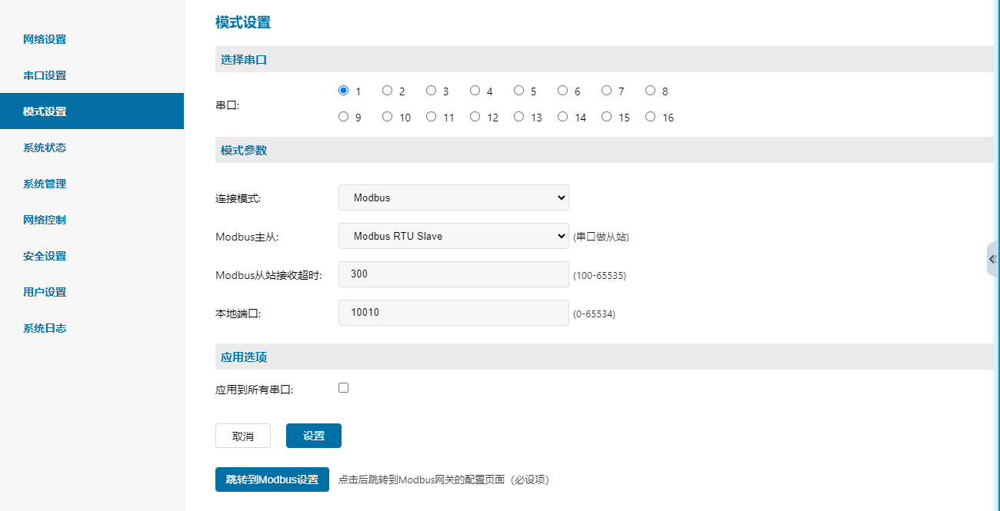 网络设置
串口设置
模式设置
系统状态
系统管理
网络控制
安全设置
用户设置
系统日志
模式设置
选择串口
串口:
1 2 3 4 5 6 7 8
9 10 11 12 13 14 15 16
模式参数
连接模式: Modbus
Modbus主从: Modbus RTU Slave (串口做从站)
Modbus从站接收超时: 300 (100-65535)
本地端口: 10010 (0-65534)
应用选项
应用到所有串口:
取消 设置
跳转到Modbus设置 点击后跳转到Modbus网关的配置页面（必设项）